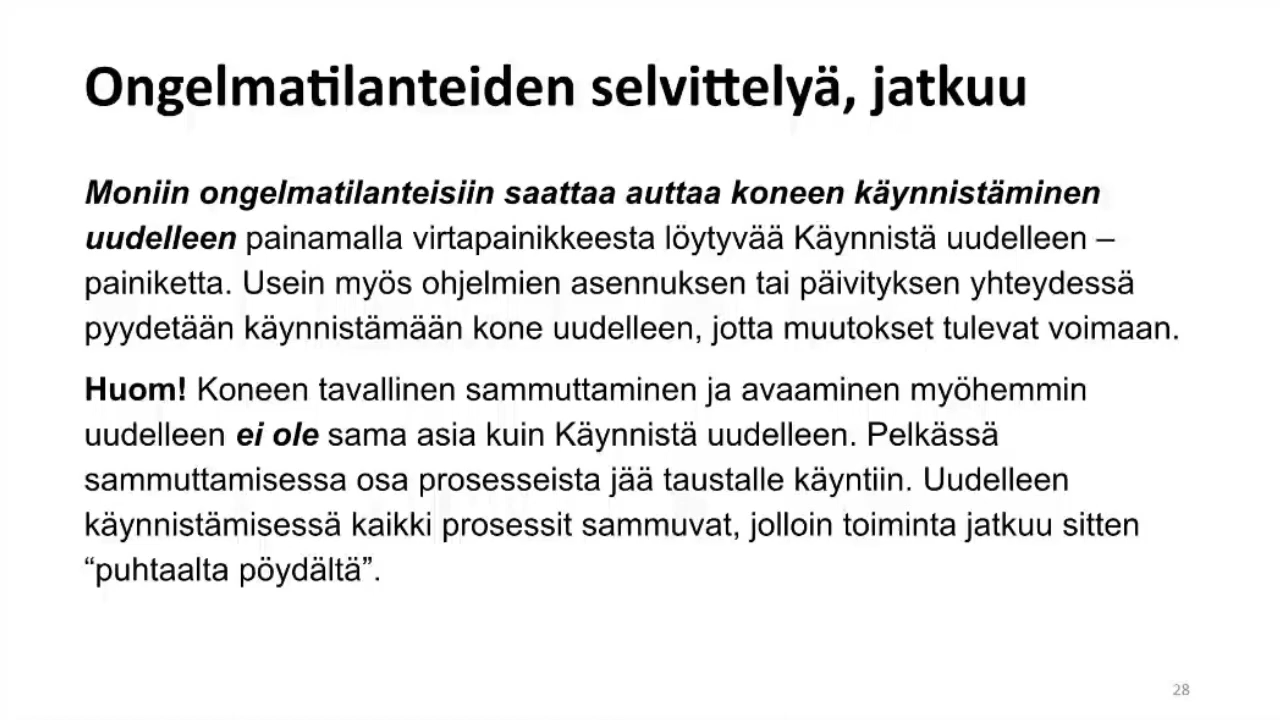 Ongelmatilanteiden selvittelyä, jatkuu
Moniin ongelmatilanteisiin saattaa auttaa koneen käynnistäminen
uudelleen painamalla virtapainikkeesta löytyvää Käynnistä uudelleen –
painiketta. Usein myös ohjelmien asennuksen tai päivityksen yhteydessä
pyydetään käynnistämään kone uudelleen, jotta muutokset tulevat voimaan.
Huom! Koneen tavallinen sammuttaminen ja avaaminen myöhemmin
uudelleen ei ole sama asia kuin Käynnistä uudelleen. Pelkässä
sammuttamisessa osa prosesseista jää taustalle käyntiin. Uudelleen
käynnistämisessä kaikki prosessit sammuvat, jolloin toiminta jatkuu sitten
“puhtaalta pöydältä”.
28